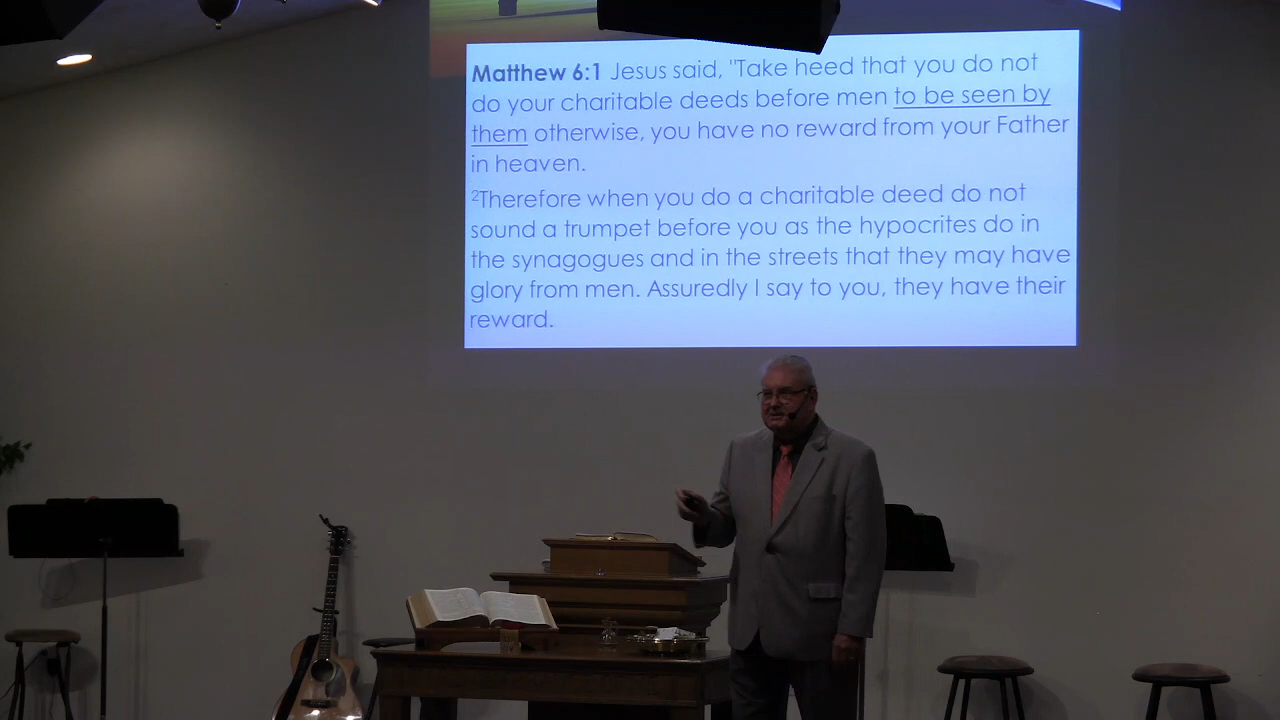 Matthew 6:1 Jesus said, "Take heed that you do not
do your charitable deeds before men to be seen by
them otherwise, you have no reward from your Father
in heaven.
²Therefore when you do a charitable deed do not
sound a trumpet before you as the hypocrites do in
the synagogues and in the streets that they may have
glory from men. Assuredly I say to you, they have their
reward.